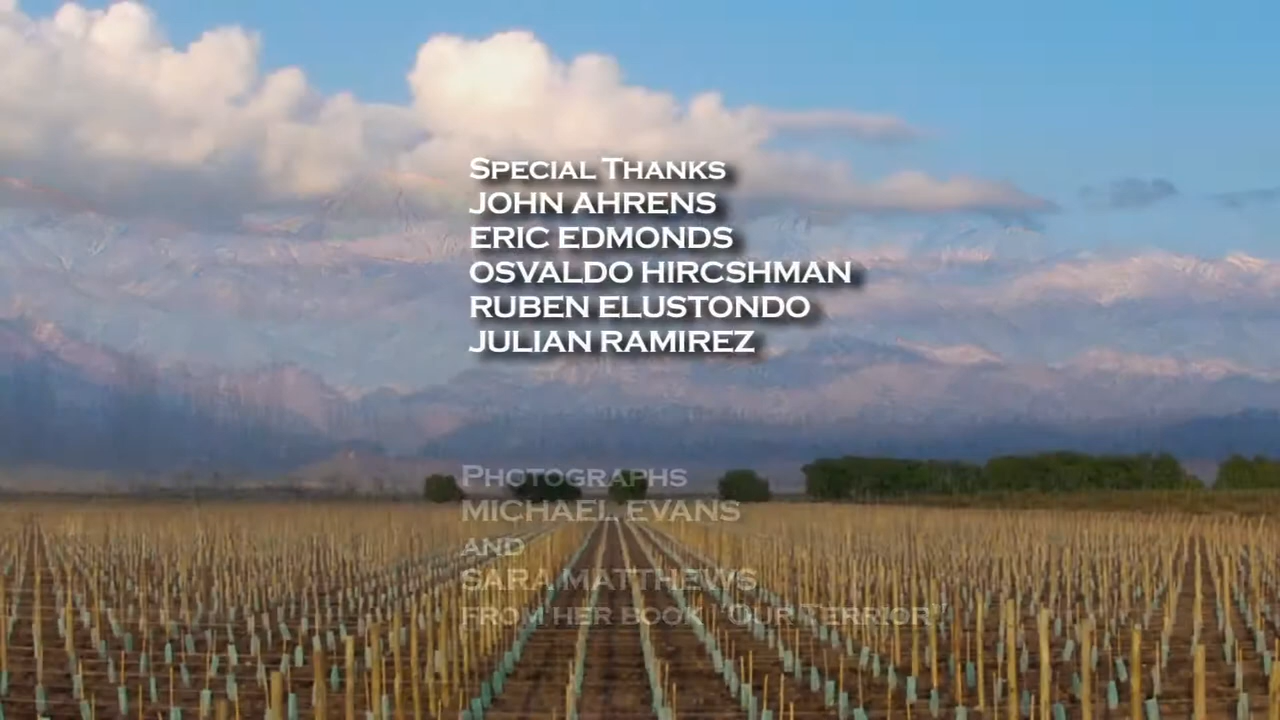 Special Thanks
JOHN AHRENS
ERIC EDMONDS
OSVALDO HIRCSHMAN
RUBEN ELUSTONDO
JULIAN RAMIREZ
Photographs
MICHAEL EVANS
AND
SARA MATTHEWS
FROM HER BOOK "Our Terrior"